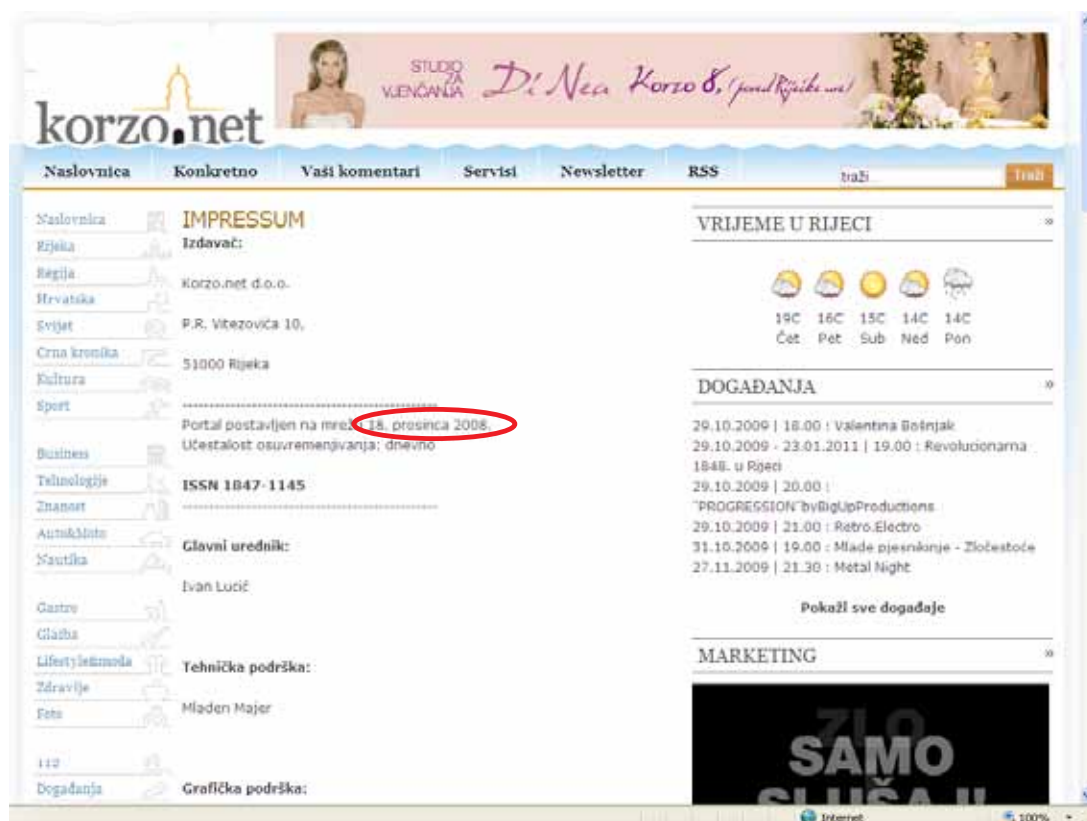 STUDIO
ZA
VJENČANJA
Di Nea Korzo 8, (pored Rijeke
korzo.net
Naslovnica Konkretno Vaši komentari Servisi Newsletter RSS traži Traži
Naslovnica
Rijeka
Regija
Hrvatska
Svijet
Crna kronika
Kultura
Sport
Business
Tehnologije
Znanost
Auto&Moto
Nautika
Gastro
Glazba
Lifestyle&moda
Zdravlje
Foto
112
Događanja
IMPRESSUM
Izdavač:
Korzo.net d.o.o.
P.R. Vitezovića 10,
51000 Rijeka
------------------------------------------------
Portal postavljen na mrežu 18. prosinca 2008.
Učestalost osuvremenjivanja: dnevno
ISSN 1847-1145
------------------------------------------------
Glavni urednik:
Ivan Lucić
Tehnička podrška:
Mladen Majer
Grafička podrška:
VRIJEME U RIJECI »
19C 16C 15C 14C 14C
Čet Pet Sub Ned Pon
DOGAĐANJA »
29.10.2009 | 18.00 : Valentina Bošnjak
29.10.2009 - 23.01.2011 | 19.00 : Revolucionarna
1848. u Rijeci
29.10.2009 | 20.00 :
"PROGRESSION"byBigUpProductions
29.10.2009 | 21.00 : Retro.Electro
31.10.2009 | 19.00 : Mlade pjesnikinje - Zločestoće
27.11.2009 | 21.30 : Metal Night
Pokaži sve događaje
MARKETING »
ZLO
SAMO
SLUŠAJ!
Internet 100%